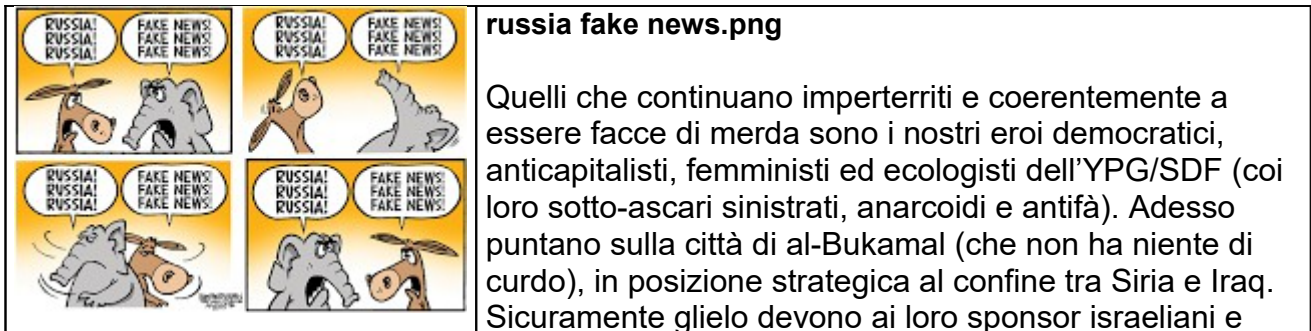 RUSSIA!
RUSSIA!
RUSSIA!
FAKE NEWS!
FAKE NEWS!
FAKE NEWS!
RUSSIA!
RUSSIA!
RUSSIA!
FAKE NEWS!
FAKE NEWS!
FAKE NEWS!
RUSSIA!
RUSSIA!
RUSSIA!
FAKE NEWS!
FAKE NEWS!
FAKE NEWS!
RUSSIA!
RUSSIA!
RUSSIA!
FAKE NEWS!
FAKE NEWS!
FAKE NEWS!
russia fake news.png
Quelli che continuano imperterriti e coerentemente a
essere facce di merda sono i nostri eroi democratici,
anticapitalisti, femministi ed ecologisti dell’YPG/SDF (coi
loro sotto-ascari sinistrati, anarcoidi e antifà). Adesso
puntano sulla città di al-Bukamal (che non ha niente di
curdo), in posizione strategica al confine tra Siria e Iraq.
Sicuramente glielo devono ai loro sponsor israeliani e